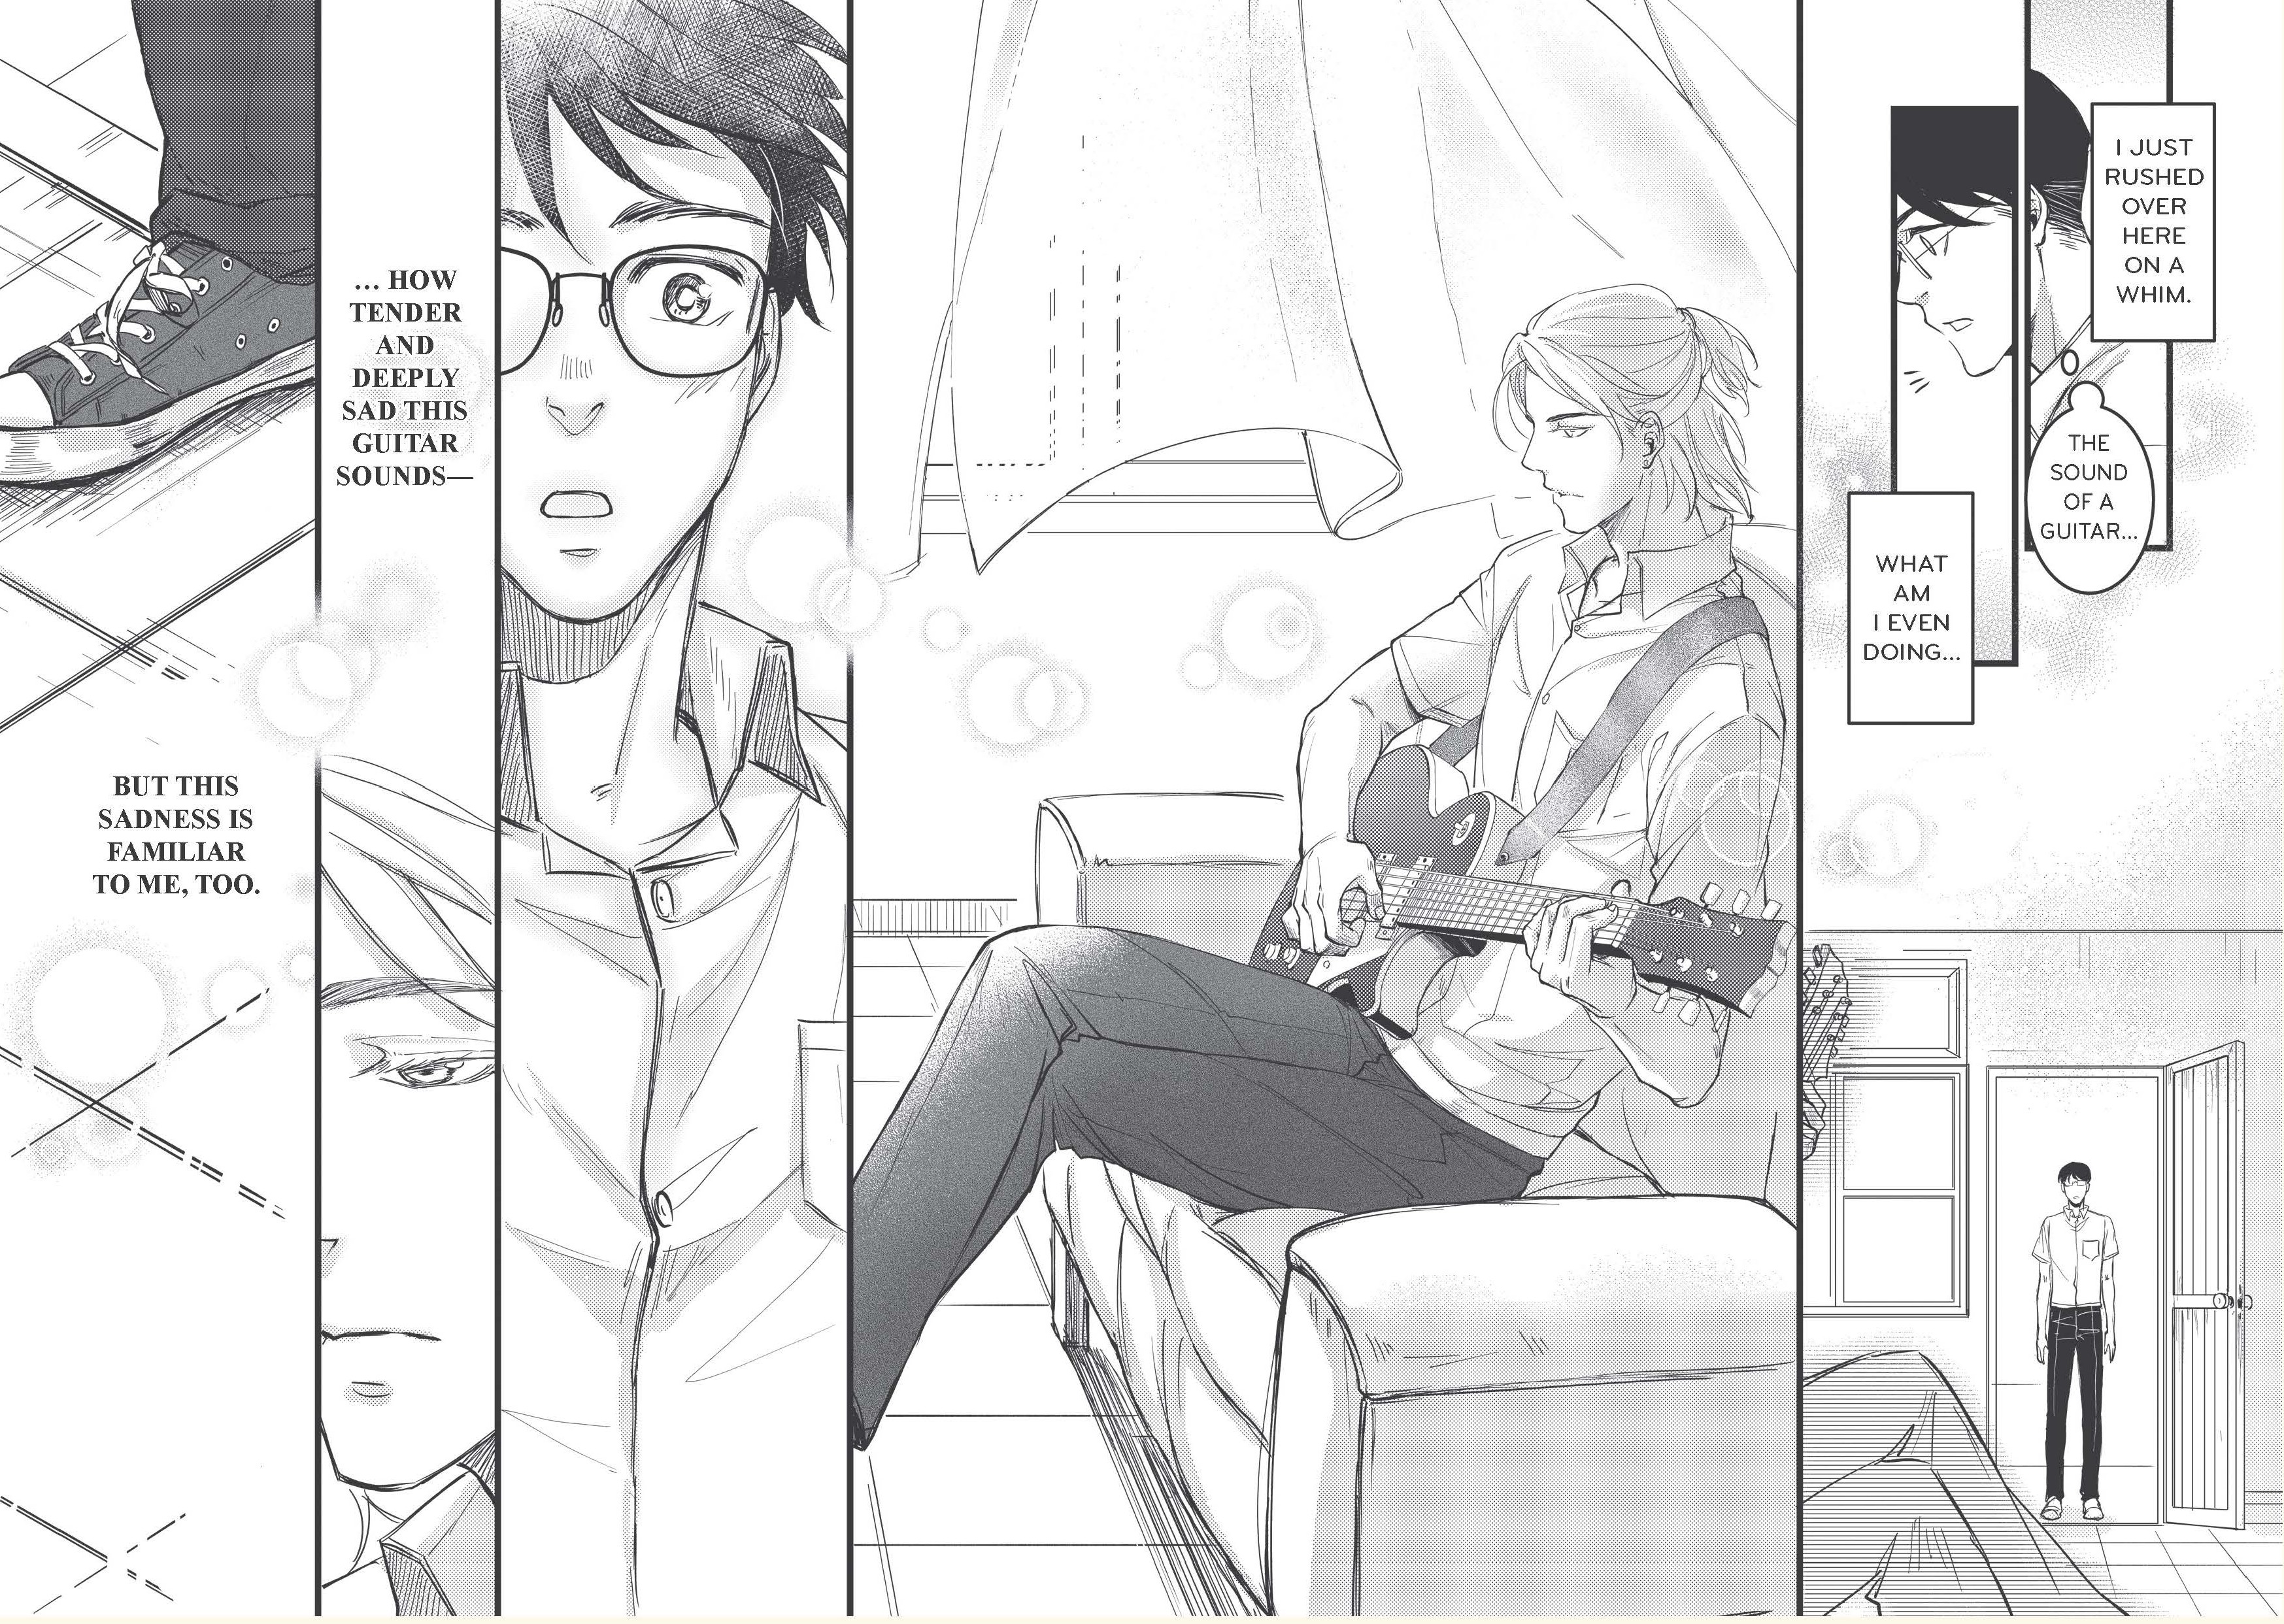 I JUST
RUSHED
OVER
HERE
ON A
WHIM.
THE
SOUND
OF A
GUITAR...
WHAT
AM
I EVEN
DOING...
... HOW
TENDER
AND
DEEPLY
SAD THIS
GUITAR
SOUNDS—
BUT THIS
SADNESS IS
FAMILIAR
TO ME, TOO.